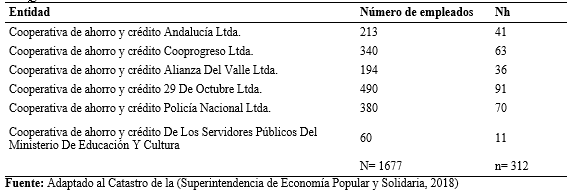 Entidad Número de empleados Nh
Cooperativa de ahorro y crédito Andalucía Ltda. 213 41
Cooperativa de ahorro y crédito Cooprogreso Ltda. 340 63
Cooperativa de ahorro y crédito Alianza Del Valle Ltda. 194 36
Cooperativa de ahorro y crédito 29 De Octubre Ltda. 490 91
Cooperativa de ahorro y crédito Policía Nacional Ltda. 380 70
Cooperativa de ahorro y crédito De Los Servidores Públicos Del
Ministerio De Educación Y Cultura 60 11
N= 1677 n= 312
Fuente: Adaptado al Catastro de la (Superintendencia de Economía Popular y Solidaria, 2018)